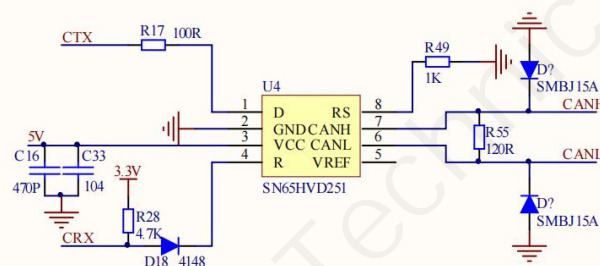 CTX
R17 100R
R49
1K
D?
SMBJ15A
CANH
U4
1 D RS 8
2 GND CANH 7
3 VCC CANL 6
4 R VREF 5
SN65HVD251
5V
C16
470P
C33
104
3.3V
R28
4.7K
CRX
D18 4148
R55
120R
CANL
D?
SMBJ15A
Technic